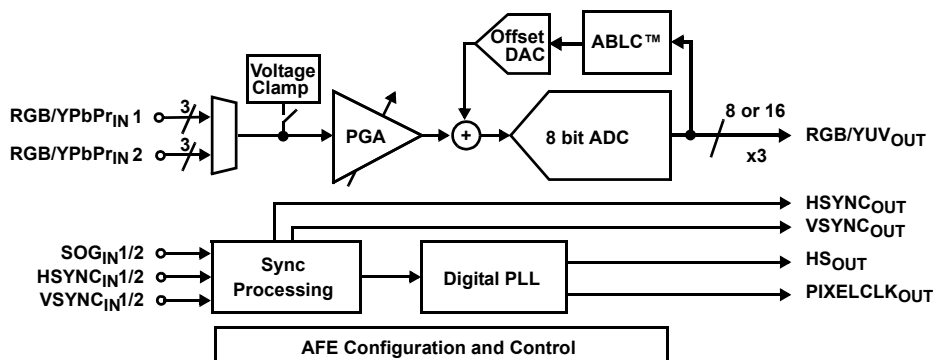 Offset
DAC
ABLC™
Voltage
Clamp
RGB/YPbPrIN 1
3
PGA
+
8 bit ADC
8 or 16
x3
RGB/YUVOUT
RGB/YPbPrIN 2
3
HSYNCOUT
VSYNCOUT
SOGIN1/2
HSYNCIN1/2
VSYNCIN1/2
Sync
Processing
Digital PLL
HSOUT
PIXELCLKOUT
AFE Configuration and Control